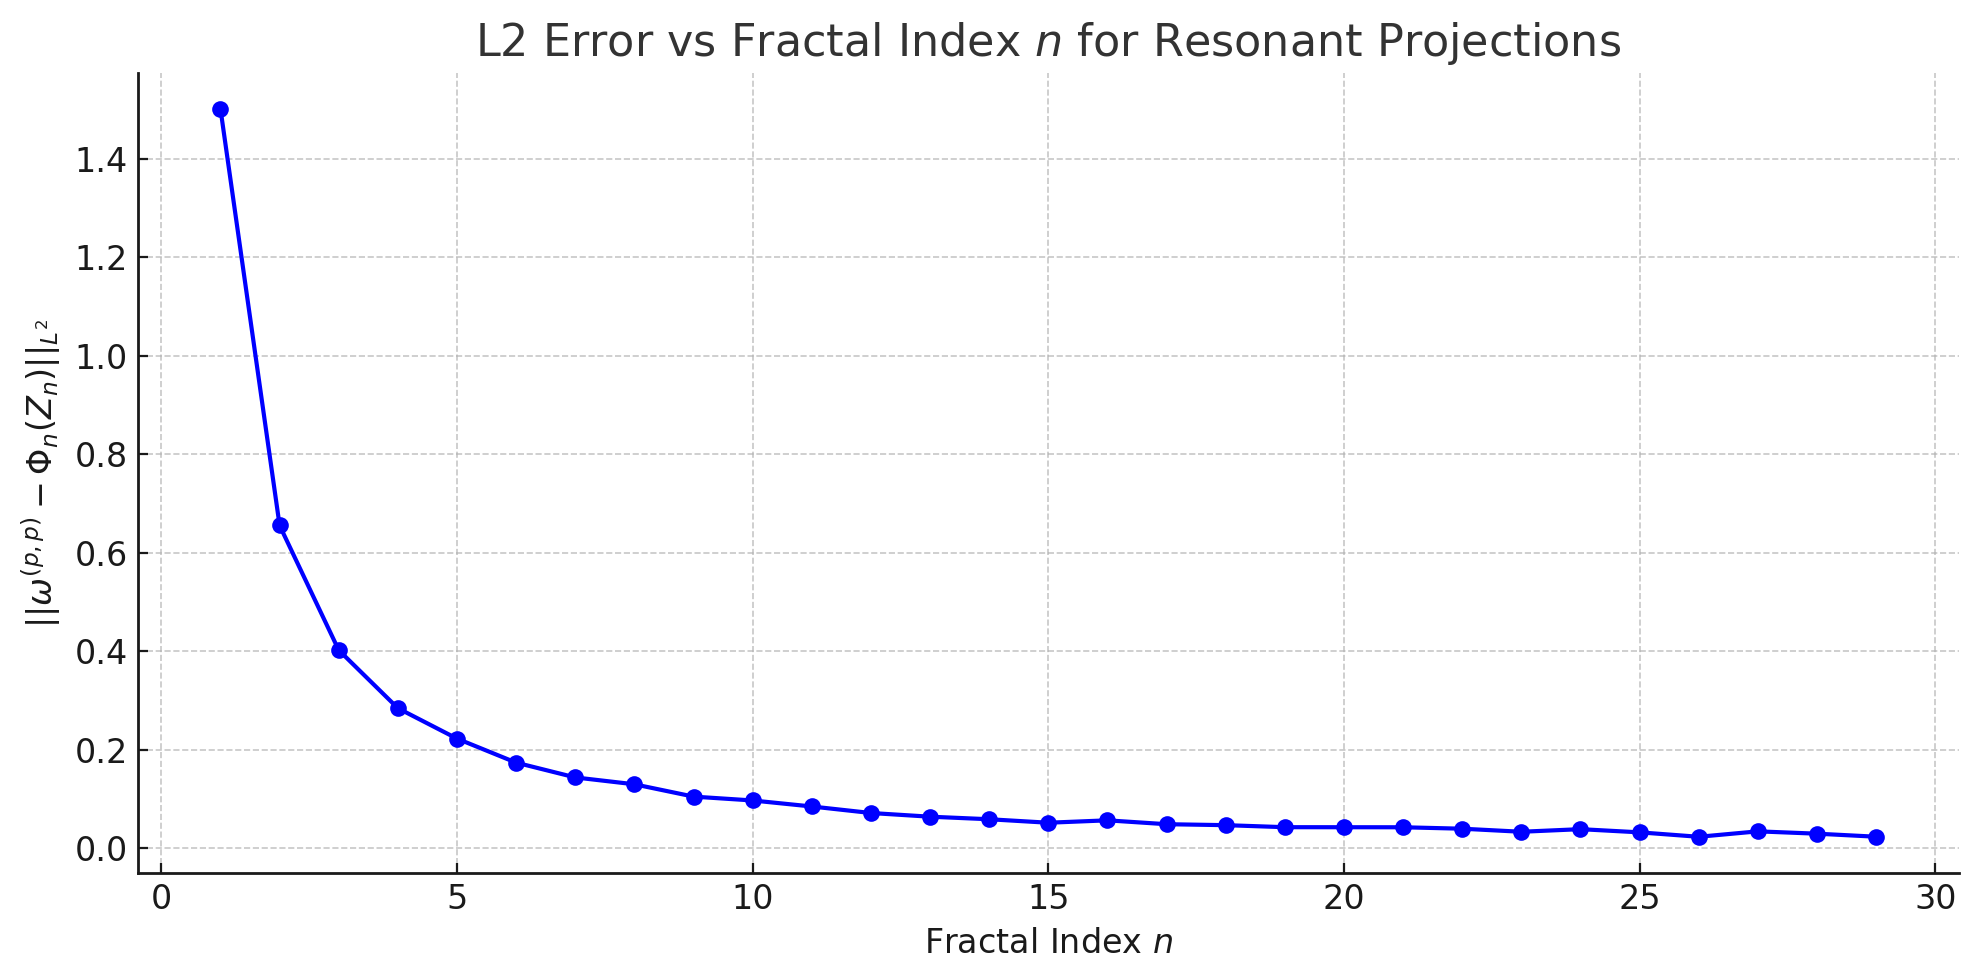 L2 Error vs Fractal Index n for Resonant Projections
||ω^(p,p) − Φ_n(Z_n)||_L²
1.4
1.2
1.0
0.8
0.6
0.4
0.2
0.0
0 5 10 15 20 25 30
Fractal Index n